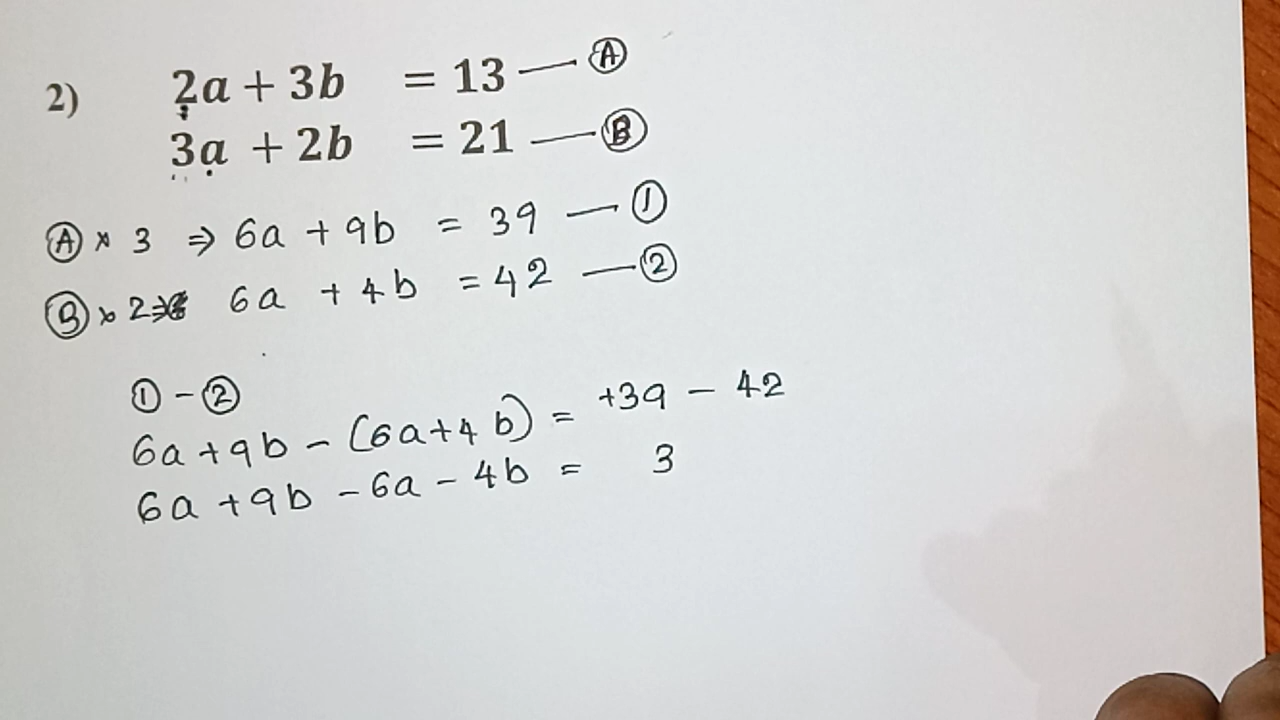 2) 2a + 3b = 13 — Ⓐ
3a + 2b = 21 — Ⓑ
Ⓐ × 3 ⇒ 6a + 9b = 39 — ①
Ⓑ × 2 ⇒ 6a + 4b = 42 — ②
① - ②
6a + 9b - (6a + 4b) = +39 - 42
6a + 9b - 6a - 4b = 3